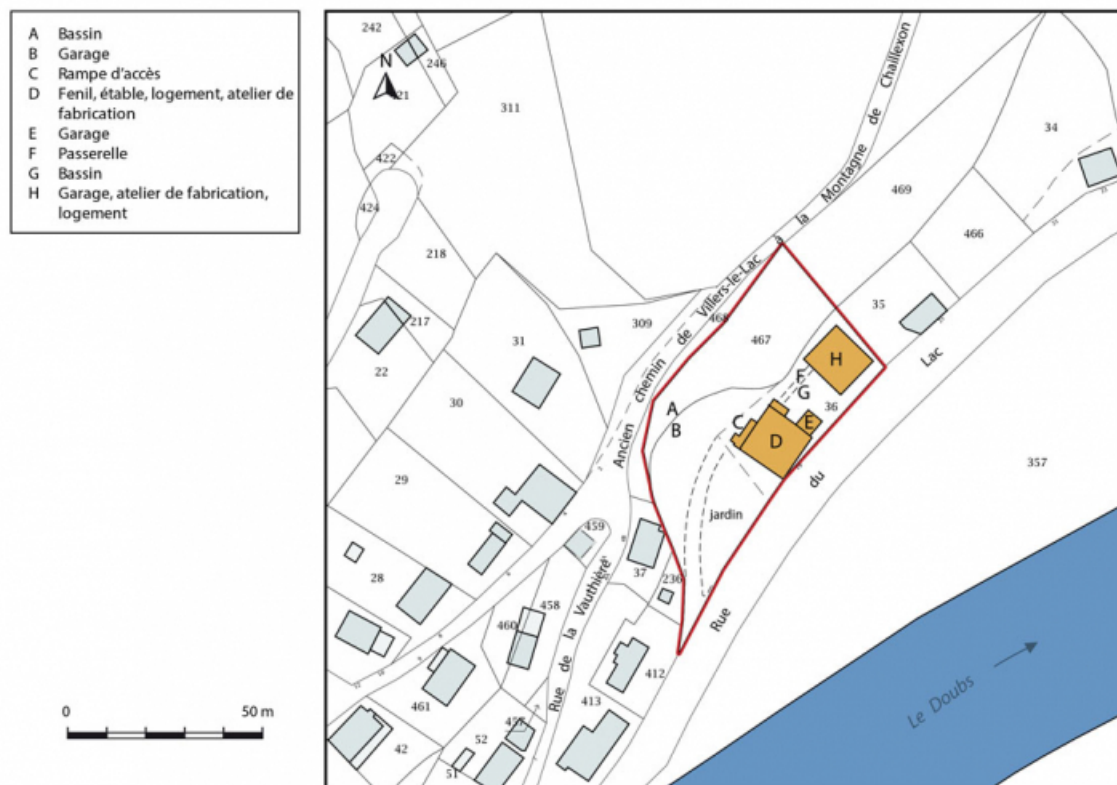 A Bassin
B Garage
C Rampe d'accès
D Fenil, étable, logement, atelier de
fabrication
E Garage
F Passerelle
G Bassin
H Garage, atelier de fabrication,
logement
0 50 m
N
242
246
21
311
422
424
218
217
22
31
30
29
28
309
468
467
469
34
466
35
36
357
Ancien chemin de Villers-le-Lac à la Montagne de Chaillexon
A
B
C
D
E
F
G
H
jardin
Rue du Lac
459
37
236
458
460
Rue de la Vauthière
412
413
461
457
42
52
51
Le Doubs